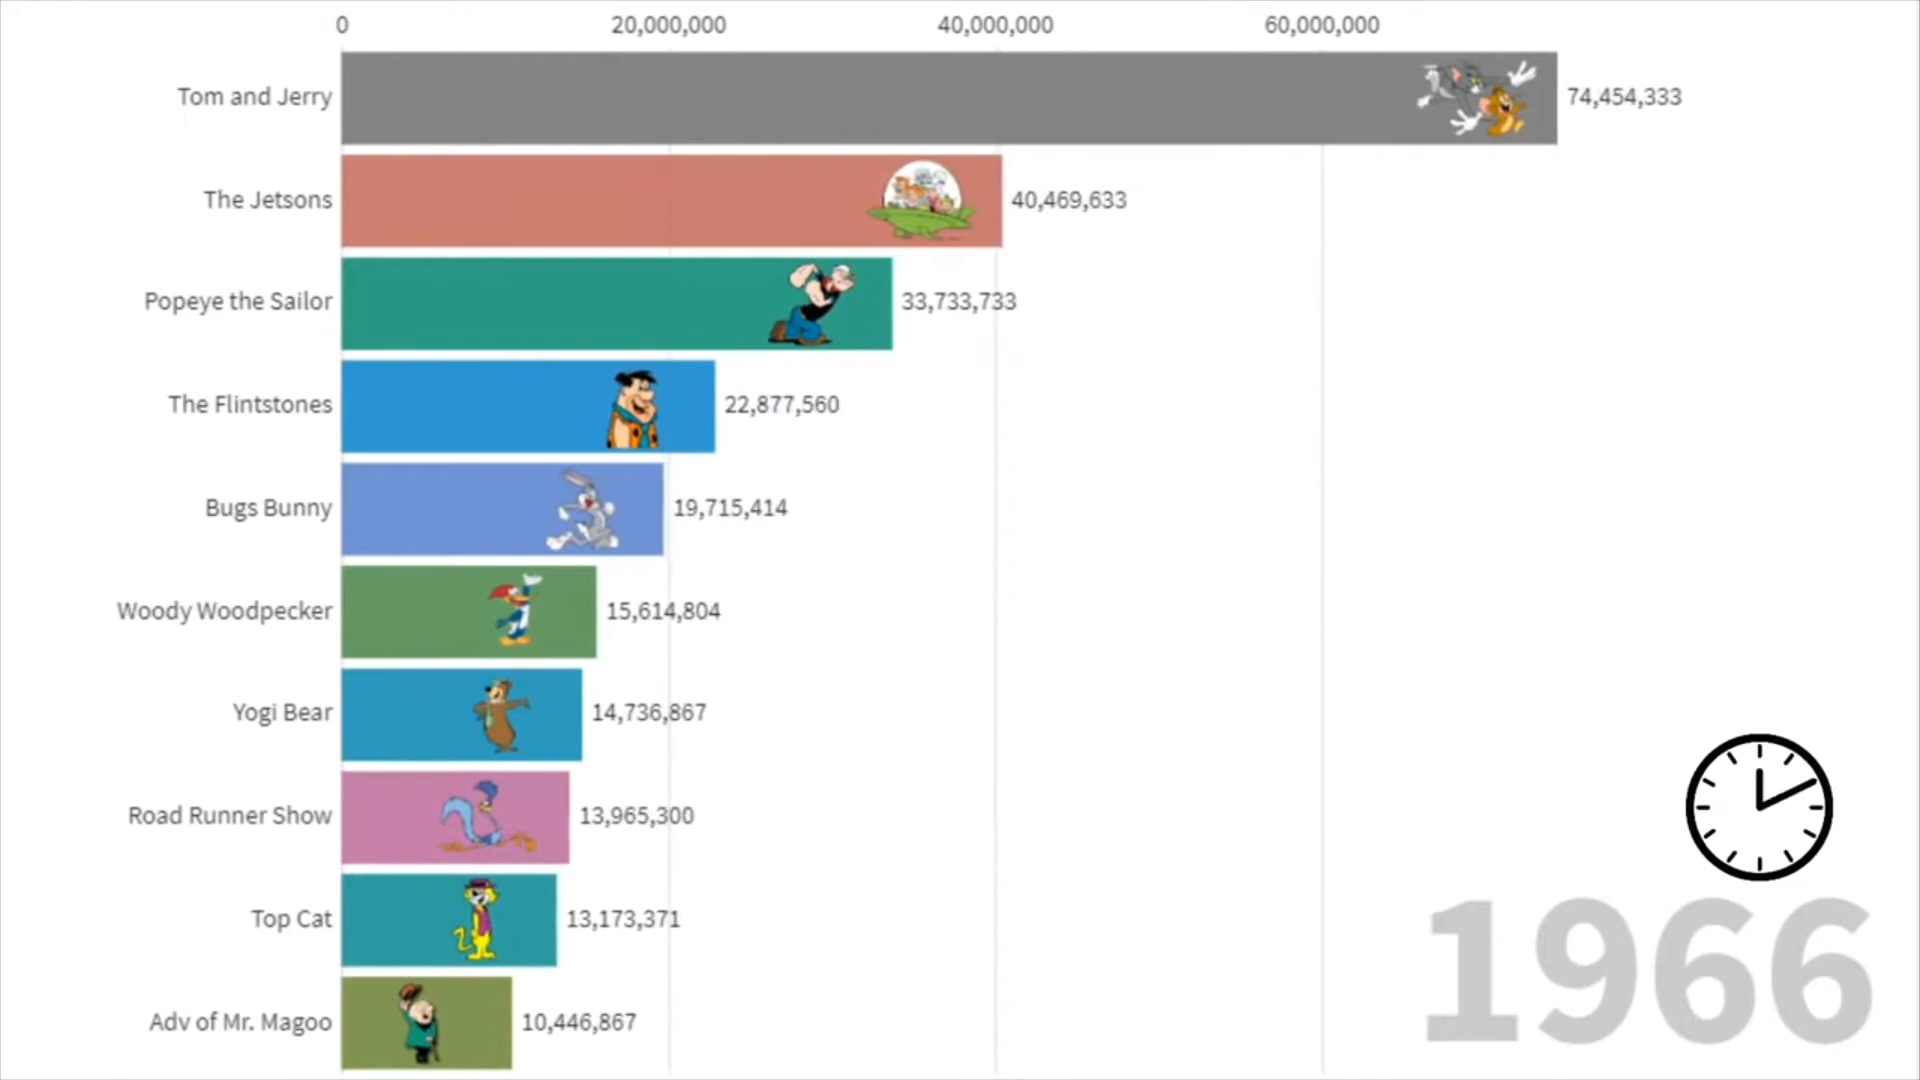 0 20,000,000 40,000,000 60,000,000
Tom and Jerry 74,454,333
The Jetsons 40,469,633
Popeye the Sailor 33,733,733
The Flintstones 22,877,560
Bugs Bunny 19,715,414
Woody Woodpecker 15,614,804
Yogi Bear 14,736,867
Road Runner Show 13,965,300
Top Cat 13,173,371
Adv of Mr. Magoo 10,446,867
1966